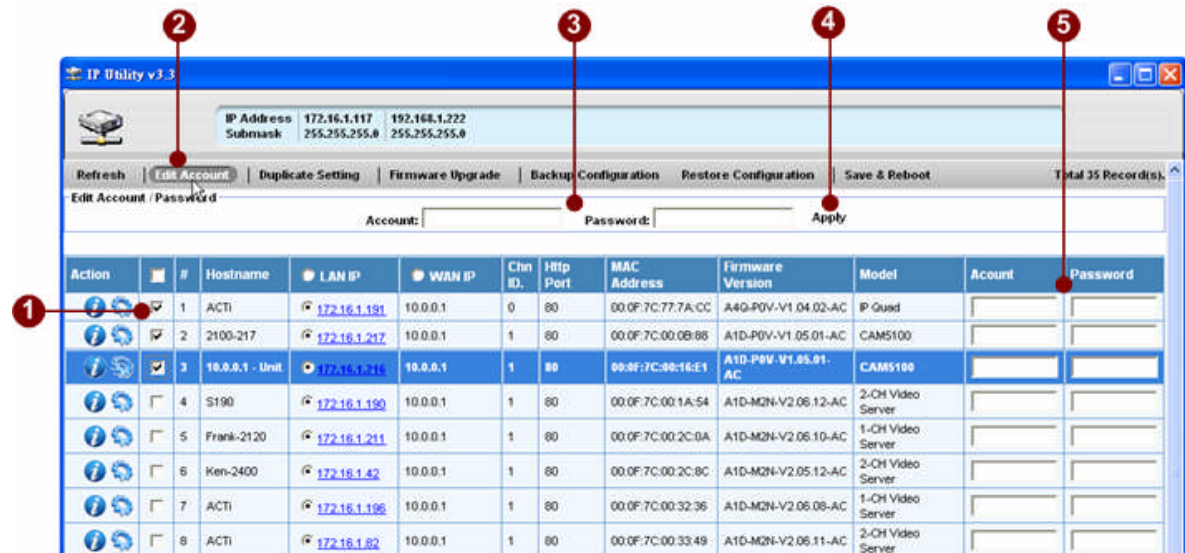 2 3 4 5
IP Utility v3.3
IP Address 172.16.1.117 192.168.1.222
Submask 255.255.255.0 255.255.255.0
Refresh | Edit Account | Duplicate Setting | Firmware Upgrade | Backup Configuration Restore Configuration | Save & Reboot Total 35 Record(s).
Edit Account / Password
Account: Password: Apply
Action # Hostname LAN IP WAN IP Chn ID. Http Port MAC Address Firmware Version Model Acount Password
1
1 ACTi 172.16.1.191 10.0.0.1 0 80 00:0F:7C:77:7A:CC A4Q-P0V-V1.04.02-AC IP Quad
2 2100-217 172.16.1.217 10.0.0.1 1 80 00:0F:7C:00:0B:88 A1D-P0V-V1.05.01-AC CAM5100
3 10.0.0.1 - Unit 172.16.1.216 10.0.0.1 1 80 00:0F:7C:00:16:E1 A1D-P0V-V1.05.01-AC CAM5100
4 S190 172.16.1.190 10.0.0.1 1 80 00:0F:7C:00:1A:54 A1D-M2N-V2.06.12-AC 2-CH Video Server
5 Frank-2120 172.16.1.211 10.0.0.1 1 80 00:0F:7C:00:2C:0A A1D-M2N-V2.06.10-AC 1-CH Video Server
6 Ken-2400 172.16.1.42 10.0.0.1 1 80 00:0F:7C:00:2C:8C A1D-M2N-V2.05.12-AC 2-CH Video Server
7 ACTi 172.16.1.196 10.0.0.1 1 80 00:0F:7C:00:32:36 A1D-M2N-V2.06.08-AC 1-CH Video Server
8 ACTi 172.16.1.82 10.0.0.1 1 80 00:0F:7C:00:33:49 A1D-M2N-V2.06.11-AC 2-CH Video Server